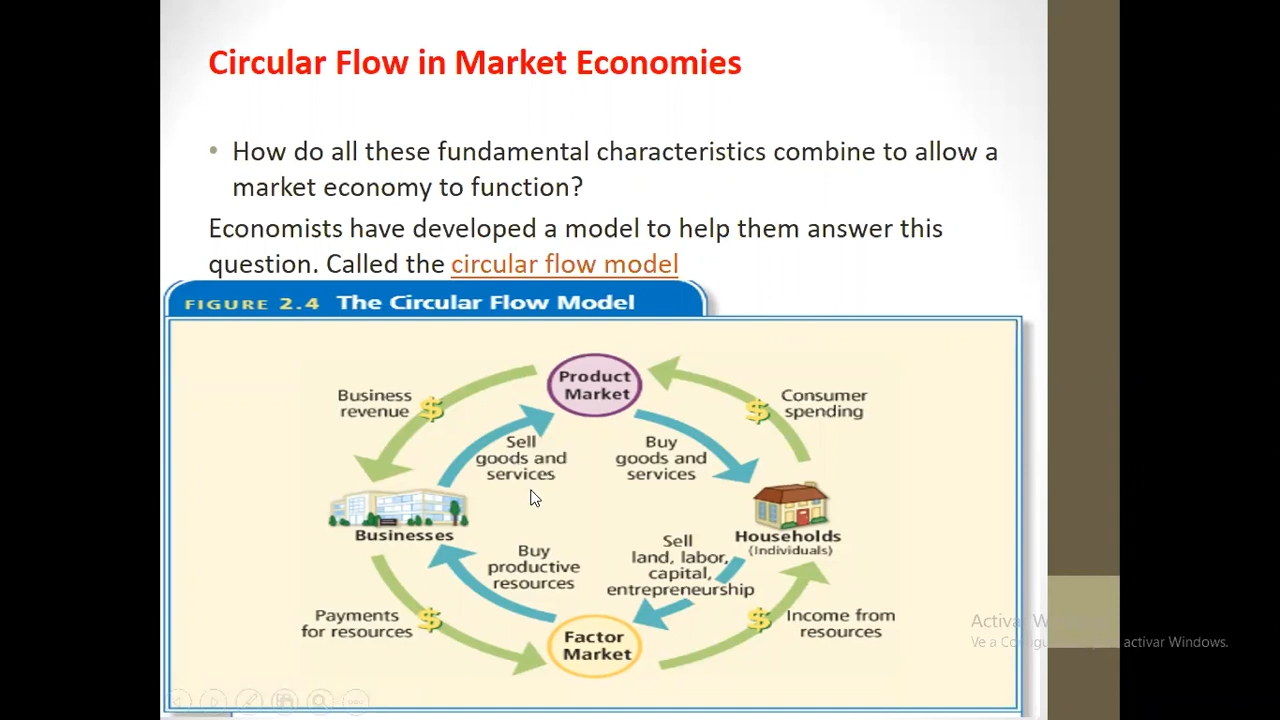 Circular Flow in Market Economies
• How do all these fundamental characteristics combine to allow a
market economy to function?
Economists have developed a model to help them answer this
question. Called the circular flow model
FIGURE 2.4 The Circular Flow Model
Product
Market
Business
revenue
$
$
Consumer
spending
Sell
goods and
services
Buy
goods and
services
Businesses
Households
(Individuals)
Buy
productive
resources
Sell
land, labor,
capital,
entrepreneurship
Payments
for resources
$
$
Income from
resources
Factor
Market
Activar
activar Windows.